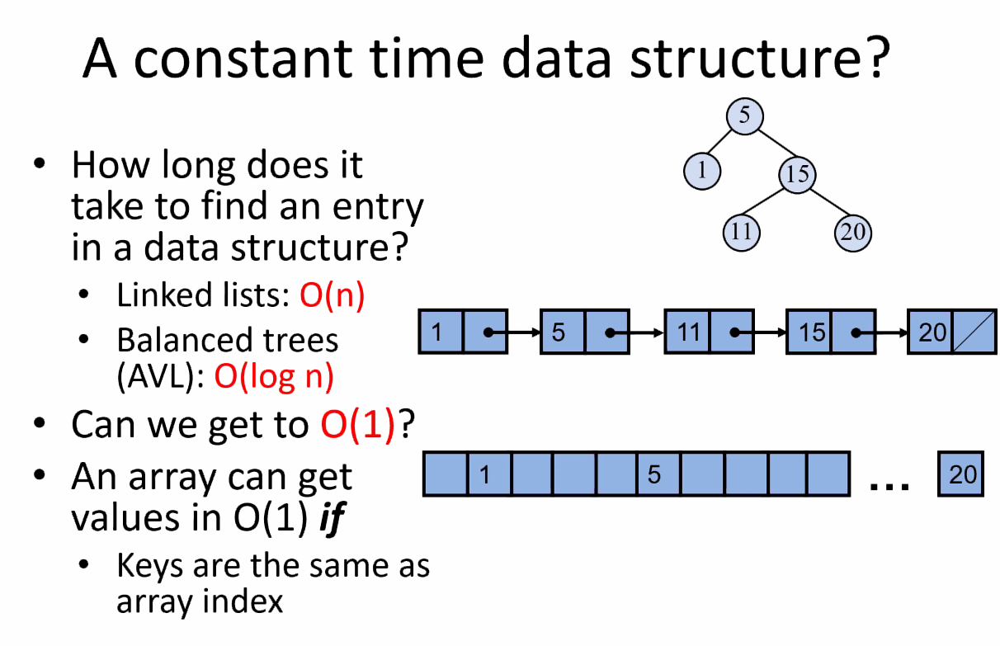 A constant time data structure?
• How long does it
take to find an entry
in a data structure?
• Linked lists: O(n)
• Balanced trees
(AVL): O(log n)
• Can we get to O(1)?
• An array can get
values in O(1) if
• Keys are the same as
array index
5
1 15
11 20
1 5 11 15 20
1 5 ... 20